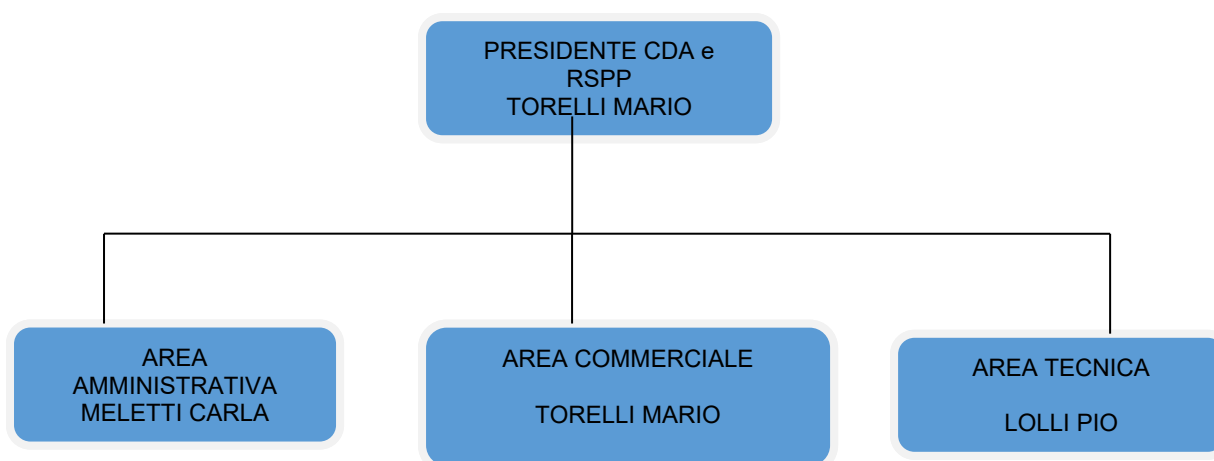 PRESIDENTE CDA e
RSPP
TORELLI MARIO
AREA
AMMINISTRATIVA
MELETTI CARLA
AREA COMMERCIALE
TORELLI MARIO
AREA TECNICA
LOLLI PIO